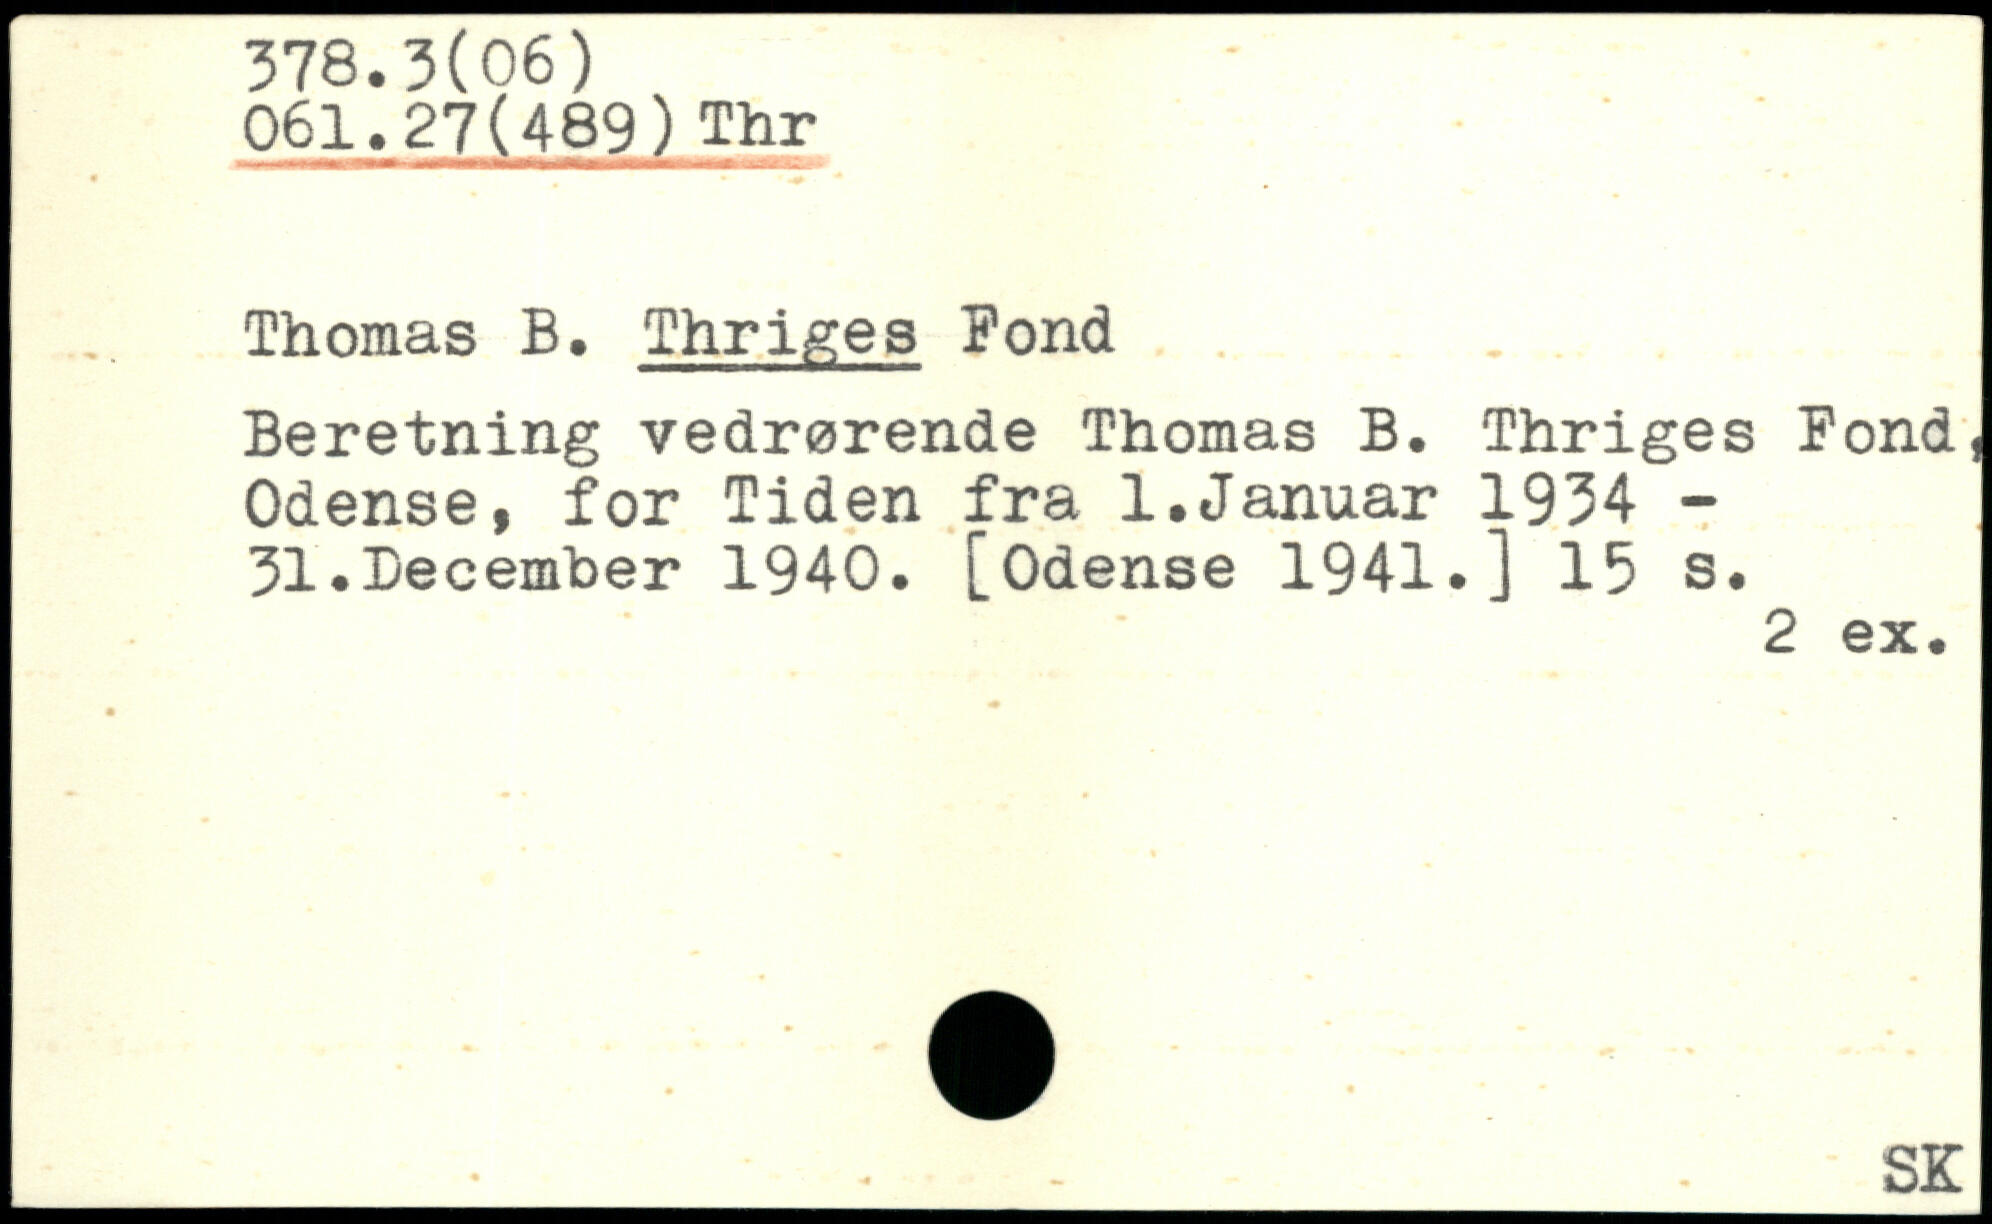 378.3(06)
061.27(489) Thr
Thomas B. Thriges Fond
Beretning vedrørende Thomas B. Thriges Fond,
Odense, for Tiden fra 1.Januar 1934 -
31.December 1940. [Odense 1941.] 15 s.
2 ex.
SK